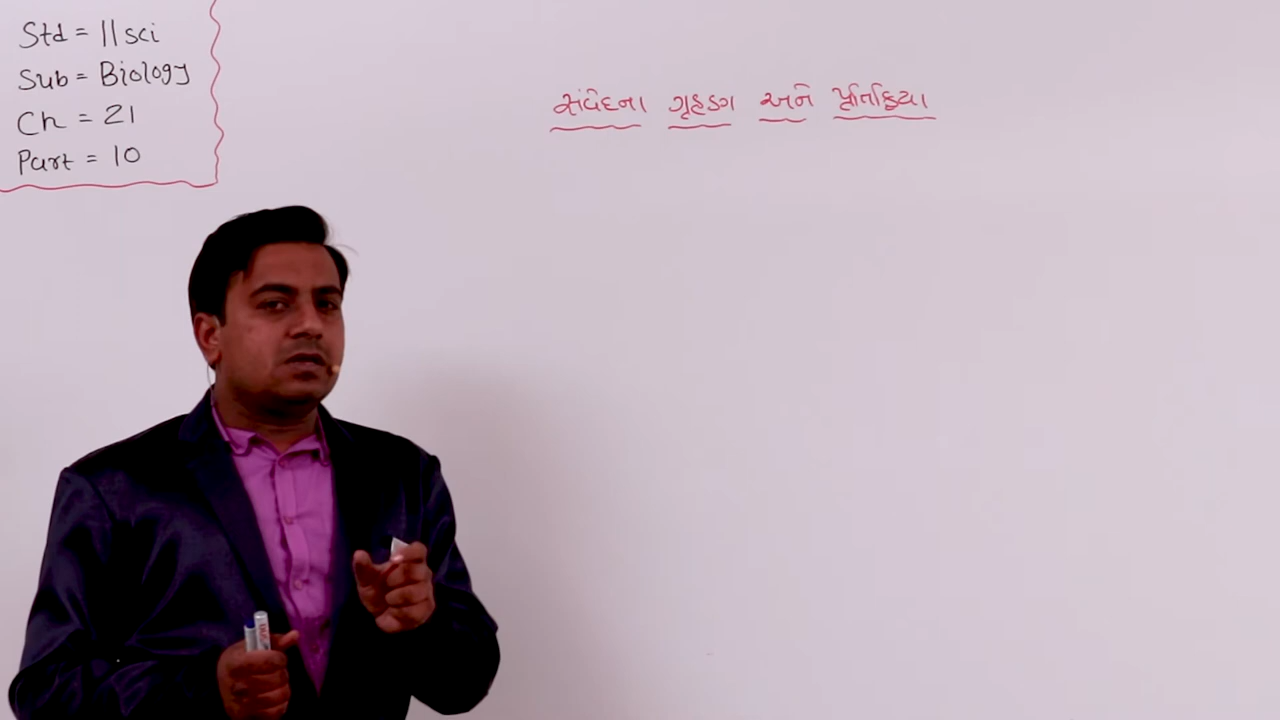 Std = 11 sci
Sub = Biology
Ch = 21
Part = 10
સંવેદના ગ્રહણ અને પ્રતિક્રિયા